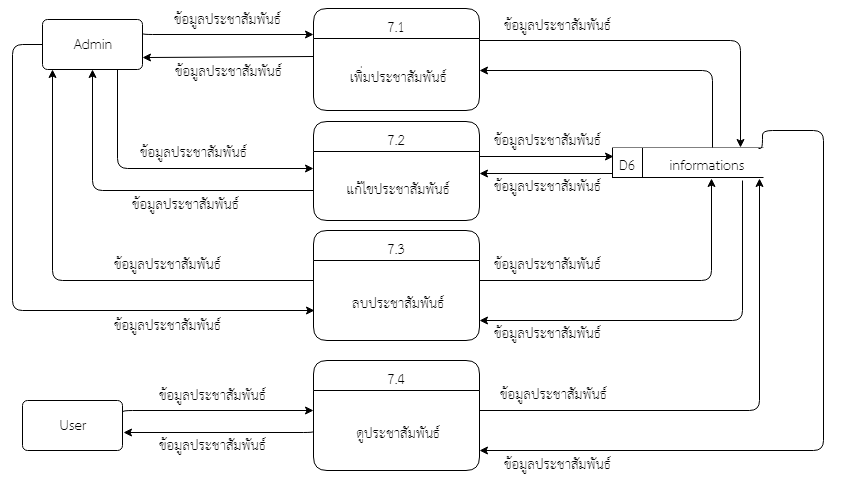 ข้อมูลประชาสัมพันธ์
7.1
ข้อมูลประชาสัมพันธ์
Admin
ข้อมูลประชาสัมพันธ์
เพิ่มประชาสัมพันธ์
7.2
ข้อมูลประชาสัมพันธ์
ข้อมูลประชาสัมพันธ์
D6
informations
แก้ไขประชาสัมพันธ์
ข้อมูลประชาสัมพันธ์
ข้อมูลประชาสัมพันธ์
7.3
ข้อมูลประชาสัมพันธ์
ข้อมูลประชาสัมพันธ์
ลบประชาสัมพันธ์
ข้อมูลประชาสัมพันธ์
ข้อมูลประชาสัมพันธ์
7.4
ข้อมูลประชาสัมพันธ์
ข้อมูลประชาสัมพันธ์
User
ดูประชาสัมพันธ์
ข้อมูลประชาสัมพันธ์
ข้อมูลประชาสัมพันธ์